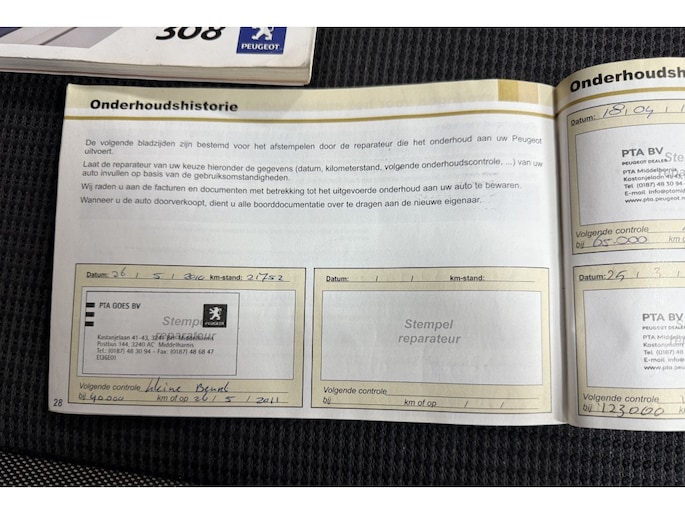 308
PEUGEOT
Onderhoudshistorie
De volgende bladzijden zijn bestemd voor het afstempelen door de reparateur die het onderhoud aan uw Peugeot
uitvoert.
Laat de reparateur van uw keuze hieronder de gegevens (datum, kilometerstand, volgende onderhoudscontrole, ...) van uw
auto invullen op basis van de gebruiksomstandigheden.
Wij raden u aan de facturen en documenten met betrekking tot het uitgevoerde onderhoud aan uw auto te bewaren.
Wanneer u de auto doorverkoopt, dient u alle boorddocumentatie over te dragen aan de nieuwe eigenaar.
Datum: 26 / 5 / 2010 km-stand: 21752
PTA GOES BV
PEUGEOT
Stempel
reparateur
Kastanjelaan 41-43, 3241 BH Middelharnis
Postbus 144, 3240 AC Middelharnis
Tel.: (0187) 48 30 94 - Fax: (0187) 48 68 47
Volgende controle, kleine Beurt
bij 40.000 km of op 26 / 5 / 2011
28
Datum: / / km-stand:
Stempel
reparateur
Volgende controle
bij km of op / /
Onderhoudsh
Datum: 18 / 04 /
PTA BV
Ste
PEUGEOT DEALER
PTA Middelharnis
Kastanjelaan 41-43,
Tel (0187) 48 30 94
www.pta.peugeot.n
Volgende controle
bij 65.000 km o
Datum: 25 / 3 /
PTA BV
PEUGEOT DEALER
PTA Middelh
Kastanjela
Tel (0187) 48
E-mail info@
www.pta.peu
Volgende controle
bij 123.000 km